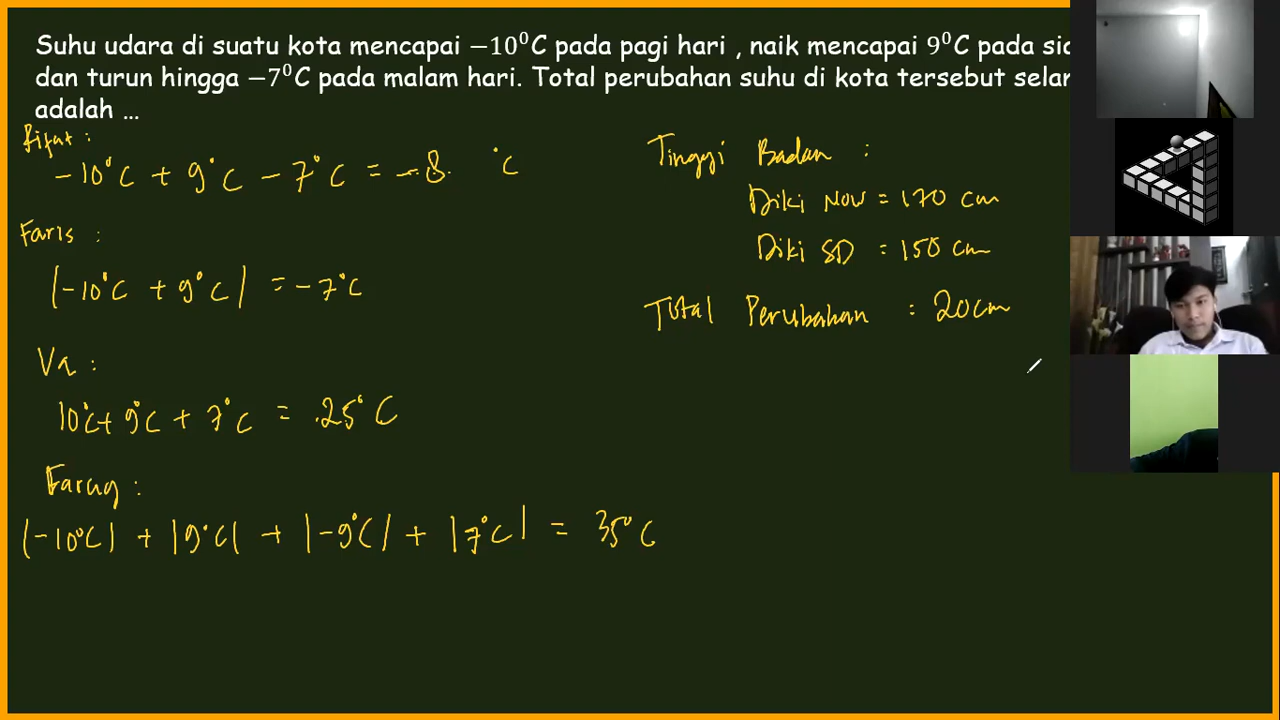 Suhu udara di suatu kota mencapai −10⁰C pada pagi hari , naik mencapai 9⁰C pada
dan turun hingga −7⁰C pada malam hari. Total perubahan suhu di kota tersebut
adalah ...
Rifat :
-10°C + 9°C - 7°C = -8 °C
Faris :
|-10°C + 9°C| = -7°C
Va :
10°C + 9°C + 7°C = 25°C
Faruq :
|-10°C| + |9°C| + |-9°C| + |7°C| = 35°C
Tinggi Badan :
Diki Now = 170 cm
Diki SD = 150 cm
Total Perubahan : 20cm